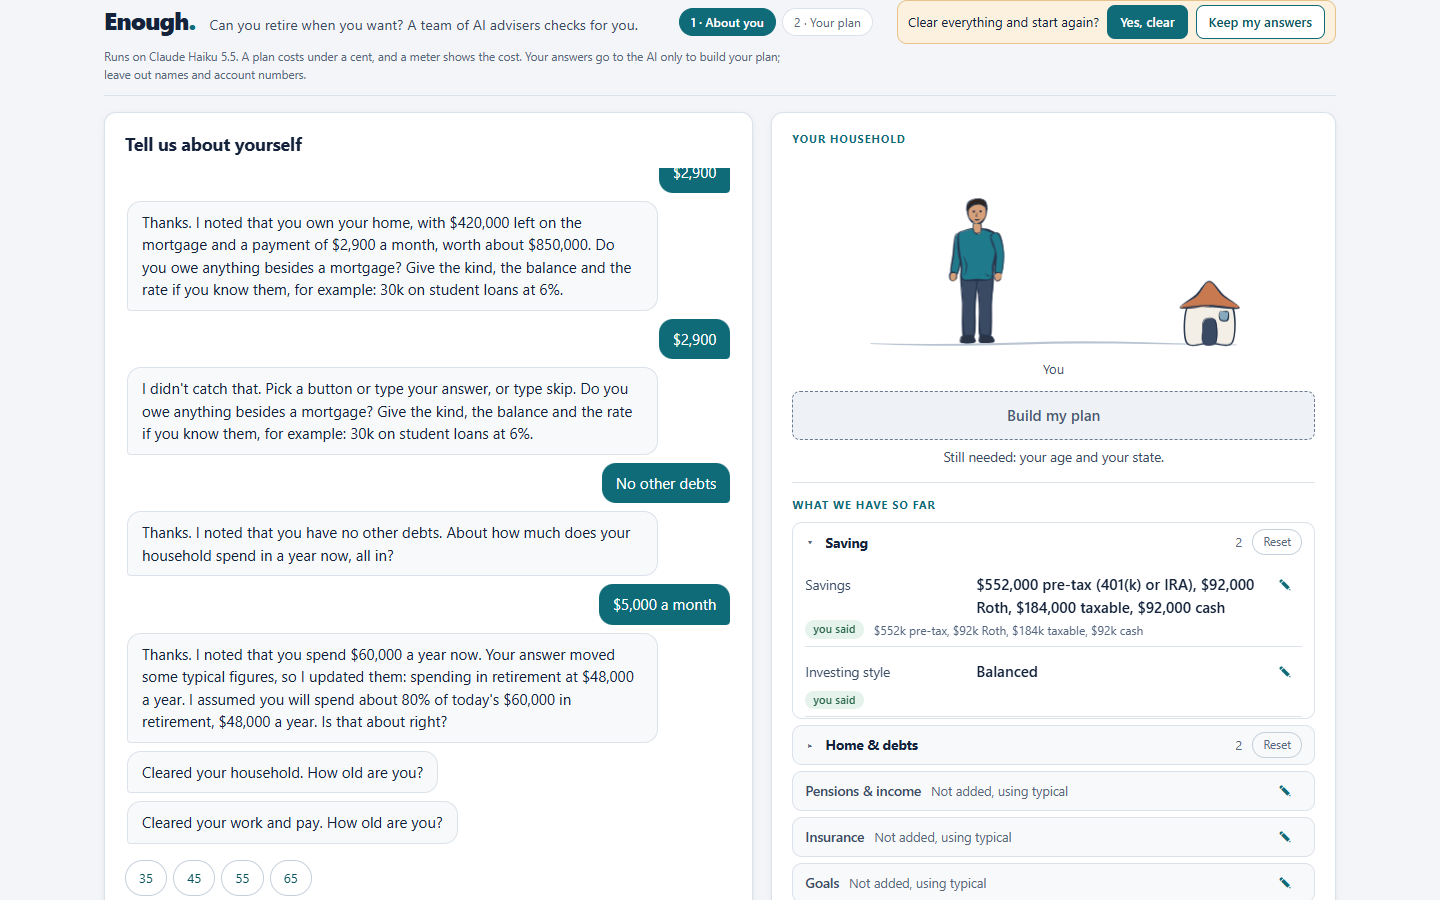 Enough. Can you retire when you want? A team of AI advisers checks for you.
1 · About you
2 · Your plan
Clear everything and start again?
Yes, clear
Keep my answers
Runs on Claude Haiku 5.5. A plan costs under a cent, and a meter shows the cost. Your answers go to the AI only to build your plan;
leave out names and account numbers.
Tell us about yourself
$2,900
Thanks. I noted that you own your home, with $420,000 left on the
mortgage and a payment of $2,900 a month, worth about $850,000. Do
you owe anything besides a mortgage? Give the kind, the balance and the
rate if you know them, for example: 30k on student loans at 6%.
$2,900
I didn't catch that. Pick a button or type your answer, or type skip. Do you
owe anything besides a mortgage? Give the kind, the balance and the rate
if you know them, for example: 30k on student loans at 6%.
No other debts
Thanks. I noted that you have no other debts. About how much does your
household spend in a year now, all in?
$5,000 a month
Thanks. I noted that you spend $60,000 a year now. Your answer moved
some typical figures, so I updated them: spending in retirement at $48,000
a year. I assumed you will spend about 80% of today's $60,000 in
retirement, $48,000 a year. Is that about right?
Cleared your household. How old are you?
Cleared your work and pay. How old are you?
35
45
55
65
YOUR HOUSEHOLD
You
Build my plan
Still needed: your age and your state.
WHAT WE HAVE SO FAR
Saving
2
Reset
Savings
$552,000 pre-tax (401(k) or IRA), $92,000
Roth, $184,000 taxable, $92,000 cash
you said
$552k pre-tax, $92k Roth, $184k taxable, $92k cash
Investing style
Balanced
you said
Home & debts
2
Reset
Pensions & income Not added, using typical
Insurance Not added, using typical
Goals Not added, using typical